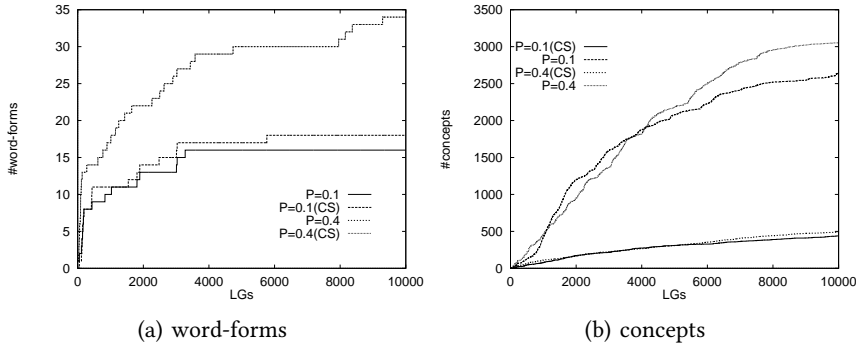 35
30
25
20
15
10
5
0
#word-forms
0 2000 4000 6000 8000 10000
LGs
P=0.1
P=0.1(CS)
P=0.4
P=0.4(CS)
(a) word-forms
3500
3000
2500
2000
1500
1000
500
0
#concepts
0 2000 4000 6000 8000 10000
LGs
P=0.1(CS)
P=0.1
P=0.4(CS)
P=0.4
(b) concepts